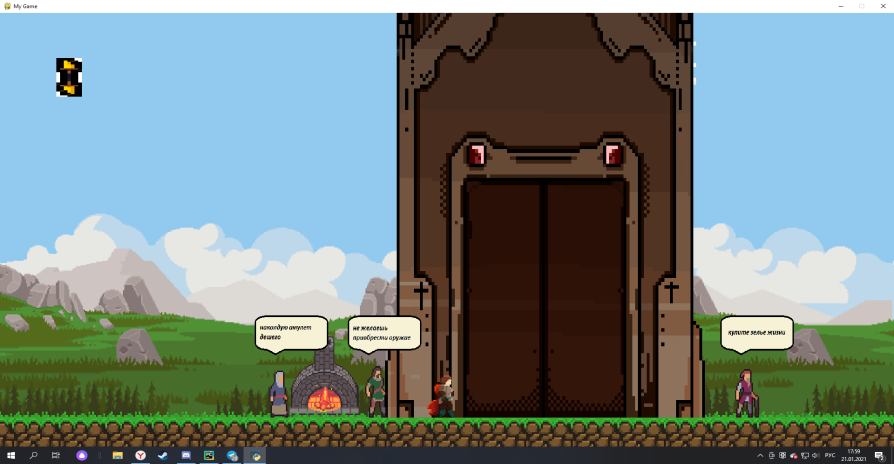 My Game
наколдую амулет
дешево
не желаешь
приобрести оружие
купите зелье жизни
РУС
17:59
21.01.2021